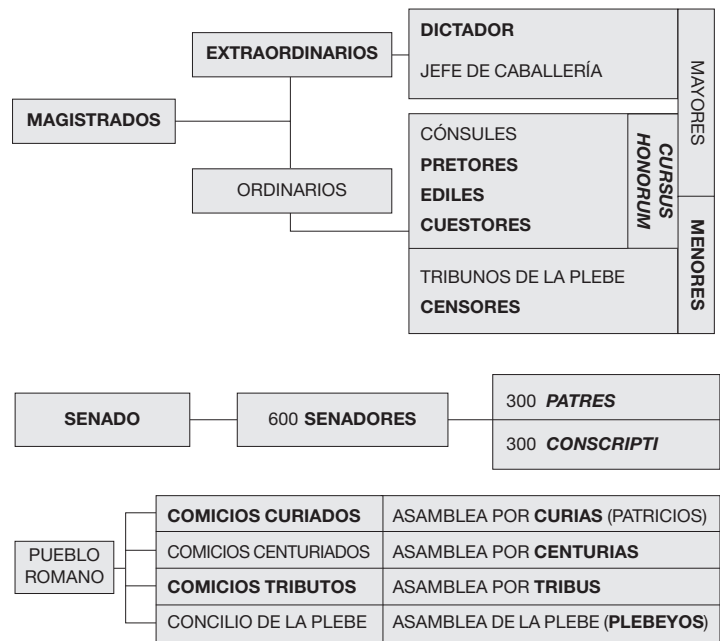 MAGISTRADOS
EXTRAORDINARIOS
DICTADOR
JEFE DE CABALLERÍA
ORDINARIOS
CÓNSULES
PRETORES
EDILES
CUESTORES
CURSUS
HONORUM
TRIBUNOS DE LA PLEBE
CENSORES
MAYORES
MENORES
SENADO
600 SENADORES
300 PATRES
300 CONSCRIPTI
PUEBLO
ROMANO
COMICIOS CURIADOS ASAMBLEA POR CURIAS (PATRICIOS)
COMICIOS CENTURIADOS ASAMBLEA POR CENTURIAS
COMICIOS TRIBUTOS ASAMBLEA POR TRIBUS
CONCILIO DE LA PLEBE ASAMBLEA DE LA PLEBE (PLEBEYOS)